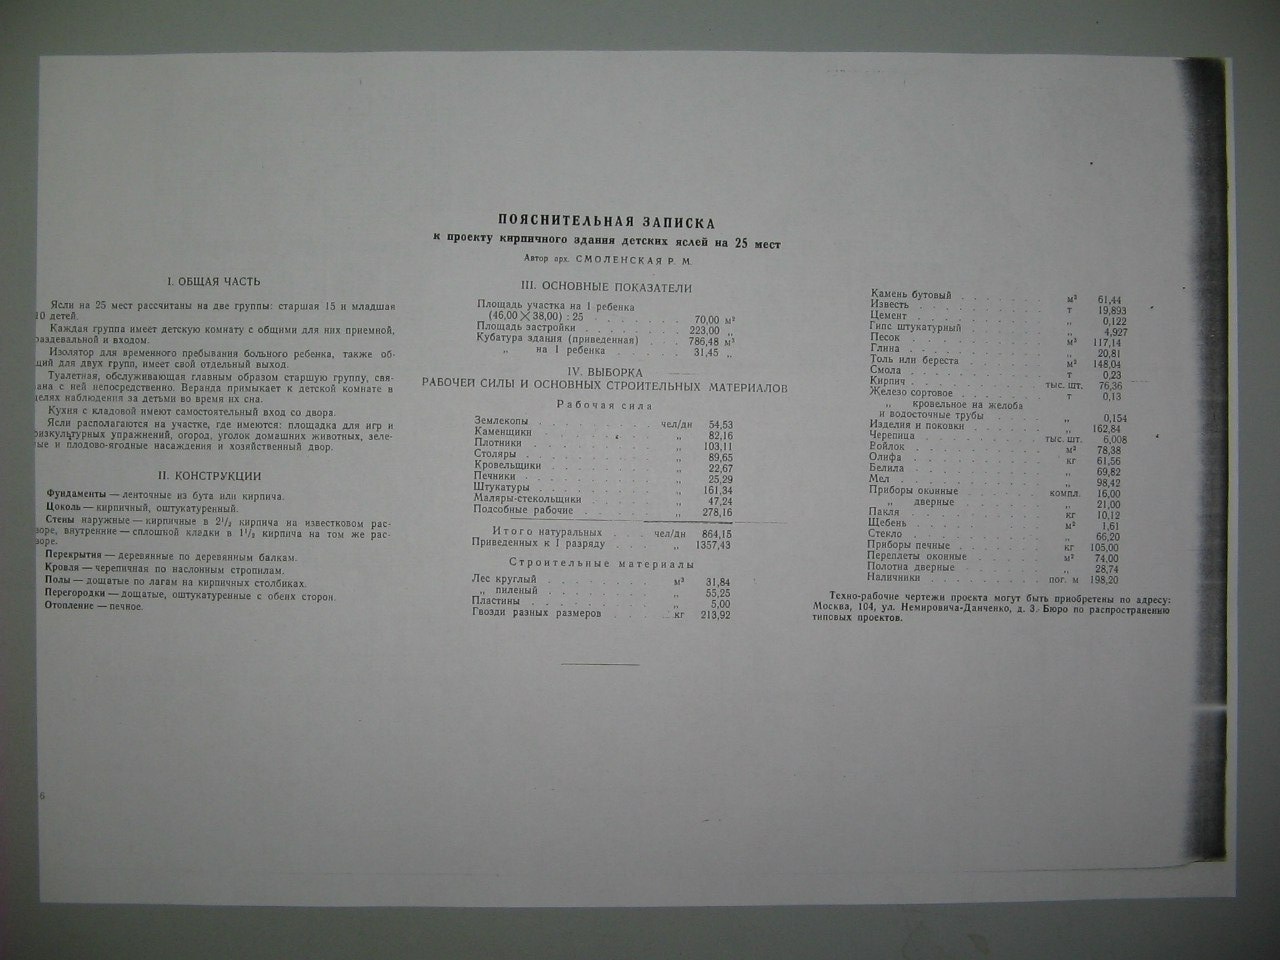 ПОЯСНИТЕЛЬНАЯ ЗАПИСКА
к проекту кирпичного здания детских яслей на 25 мест
Автор арх. СМОЛЕНСКАЯ Р. М.
I. ОБЩАЯ ЧАСТЬ
Ясли на 25 мест рассчитаны на две группы: старшая 15 и младшая
10 детей.
Каждая группа имеет детскую комнату с общими для них приемной,
раздевальной и входом.
Изолятор для временного пребывания больного ребенка, также об-
щий для двух групп, имеет свой отдельный выход.
Туалетная, обслуживающая главным образом старшую группу, свя-
ана с ней непосредственно. Веранда примыкает к детской комнате в
целях наблюдения за детьми во время их сна.
Кухня с кладовой имеют самостоятельный вход со двора.
Ясли располагаются на участке, где имеются: площадка для игр и
физкультурных упражнений, огород, уголок домашних животных, зеле-
ые и плодово-ягодные насаждения и хозяйственный двор.
II. КОНСТРУКЦИИ
Фундаменты — ленточные из бута или кирпича.
Цоколь — кирпичный, оштукатуренный.
Стены наружные — кирпичные в 2¹/₂ кирпича на известковом рас-
воре, внутренние — сплошной кладки в 1¹/₂ кирпича на том же рас-
воре.
Перекрытия — деревянные по деревянным балкам.
Кровля — черепичная по наслонным стропилам.
Полы — дощатые по лагам на кирпичных столбиках.
Перегородки — дощатые, оштукатуренные с обеих сторон.
Отопление — печное.
6
III. ОСНОВНЫЕ ПОКАЗАТЕЛИ
Площадь участка на 1 ребенка
(46,00 × 38,00) : 25 . . . . . . . 70,00 м²
Площадь застройки . . . . . . . 223,00 „
Кубатура здания (приведенная) . . . 786,48 м³
„ на 1 ребенка . . . . 31,45 „
IV. ВЫБОРКА
РАБОЧЕЙ СИЛЫ И ОСНОВНЫХ СТРОИТЕЛЬНЫХ МАТЕРИАЛОВ
Рабочая сила
Землекопы . . . . . . . чел/дн 54,53
Каменщики . . . . . . . „ 82,16
Плотники . . . . . . . „ 103,11
Столяры . . . . . . . „ 89,65
Кровельщики . . . . . . . „ 22,67
Печники . . . . . . . „ 25,29
Штукатуры . . . . . . . „ 161,34
Маляры-стекольщики . . . . . „ 47,24
Подсобные рабочие . . . . . „ 278,16
Итого натуральных . . . чел/дн 864,15
Приведенных к 1 разряду . . . . „ 1357,43
Строительные материалы
Лес круглый . . . . . . . м³ 31,84
„ пиленый . . . . . . . „ 55,25
Пластины . . . . . . . „ 5,00
Гвозди разных размеров . . . . кг 213,92
Камень бутовый . . . . . . . м³ 61,44
Известь . . . . . . . т 19,893
Цемент . . . . . . . „ 0,122
Гипс штукатурный . . . . . . „ 4,927
Песок . . . . . . . м³ 117,14
Глина . . . . . . . „ 20,81
Толь или береста . . . . . . м² 148,04
Смола . . . . . . . т 0,23
Кирпич . . . . . . . тыс. шт. 76,36
Железо сортовое . . . . . . т 0,13
„ кровельное на желоба
и водосточные трубы . . . . „ 0,154
Изделия и поковки . . . . . . „ 162,84
Черепица . . . . . . . тыс. шт. 6,008
Войлок . . . . . . . м² 78,38
Олифа . . . . . . . кг 61,56
Белила . . . . . . . „ 69,82
Мел . . . . . . . „ 98,42
Приборы оконные . . . . . . компл. 16,00
„ дверные . . . . . . „ 21,00
Пакля . . . . . . . кг 10,12
Щебень . . . . . . . м³ 1,61
Стекло . . . . . . . „ 66,20
Приборы печные . . . . . . кг 105,00
Переплеты оконные . . . . . . м² 74,00
Полотна дверные . . . . . . „ 28,74
Наличники . . . . . . . пог. м 198,20
Техно-рабочие чертежи проекта могут быть приобретены по адресу:
Москва, 104, ул. Немировича-Данченко, д. 3. Бюро по распространению
типовых проектов.